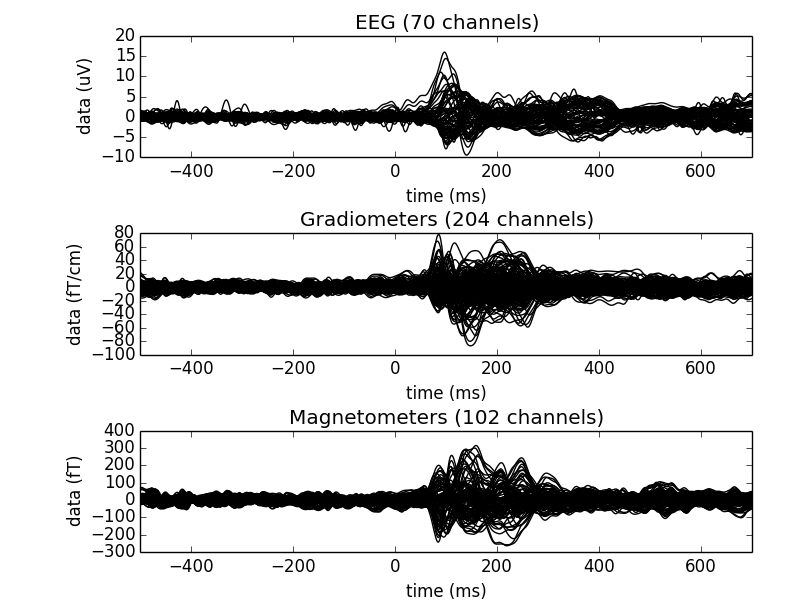 EEG (70 channels)
data (uV)
20
15
10
5
0
−5
−10
−400 −200 0 200 400 600
time (ms)
Gradiometers (204 channels)
data (fT/cm)
80
60
40
20
0
−20
−40
−60
−80
−100
−400 −200 0 200 400 600
time (ms)
Magnetometers (102 channels)
data (fT)
400
300
200
100
0
−100
−200
−300
−400 −200 0 200 400 600
time (ms)